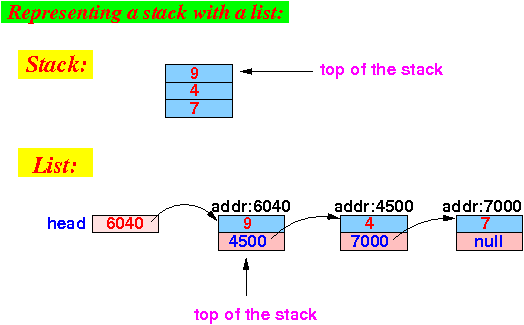 Representing a stack with a list:
Stack:
9
top of the stack
4
7
List:
addr:6040 addr:4500 addr:7000
head 6040 9 4 7
4500 7000 null
top of the stack